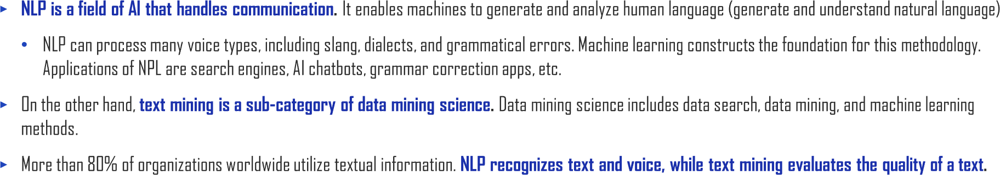 ▸ NLP is a field of AI that handles communication. It enables machines to generate and analyze human language (generate and understand natural language)
• NLP can process many voice types, including slang, dialects, and grammatical errors. Machine learning constructs the foundation for this methodology.
Applications of NPL are search engines, AI chatbots, grammar correction apps, etc.
▸ On the other hand, text mining is a sub-category of data mining science. Data mining science includes data search, data mining, and machine learning
methods.
▸ More than 80% of organizations worldwide utilize textual information. NLP recognizes text and voice, while text mining evaluates the quality of a text.